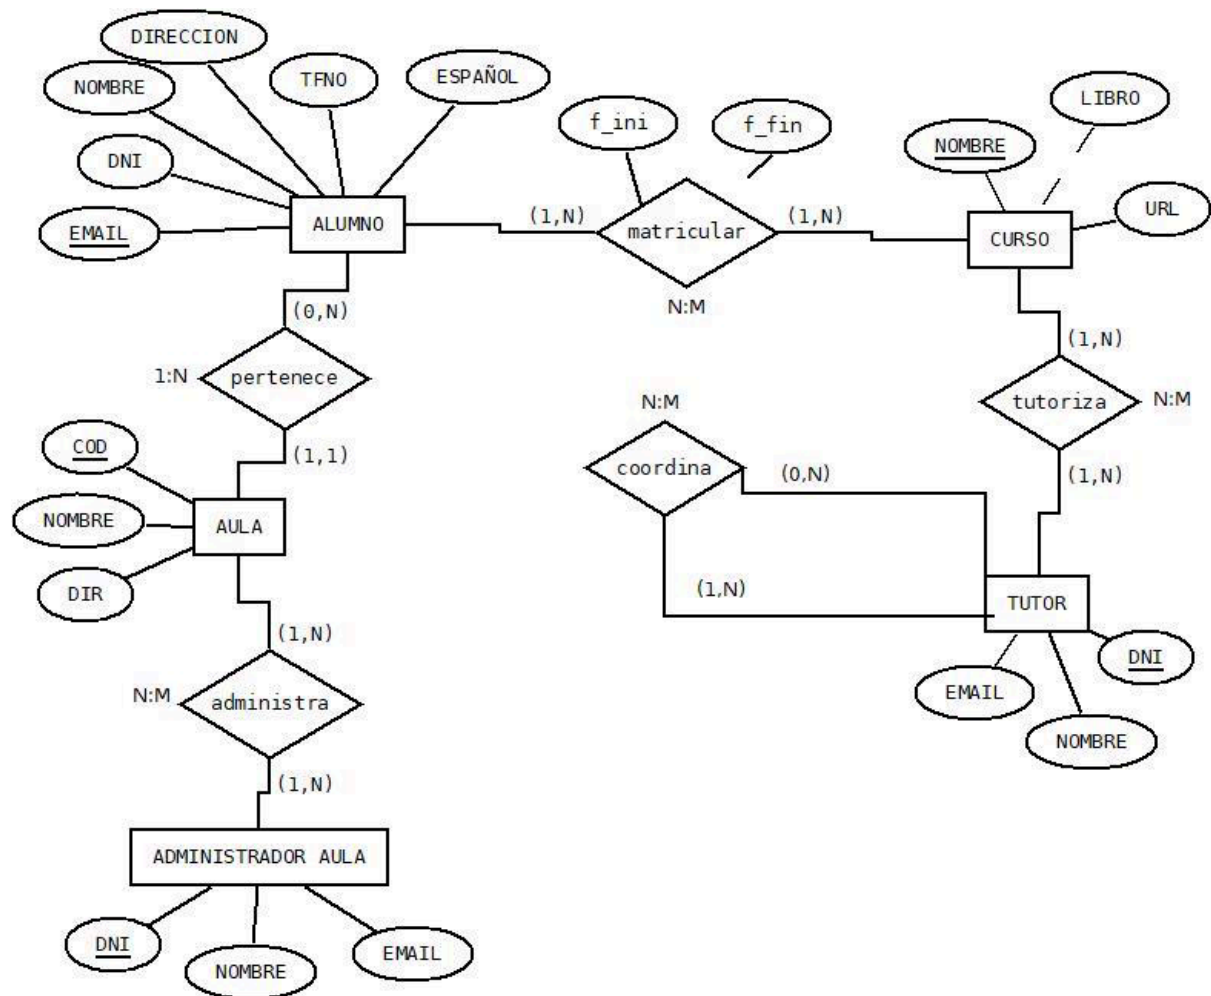 DIRECCION
NOMBRE
TFNO
ESPAÑOL
DNI
EMAIL
ALUMNO
f_ini
f_fin
(1,N)
matricular
(1,N)
N:M
LIBRO
NOMBRE
URL
CURSO
(0,N)
1:N
pertenece
(1,1)
(1,N)
tutoriza
N:M
(1,N)
N:M
coordina
(0,N)
(1,N)
TUTOR
DNI
EMAIL
NOMBRE
COD
NOMBRE
AULA
DIR
(1,N)
N:M
administra
(1,N)
ADMINISTRADOR AULA
DNI
NOMBRE
EMAIL